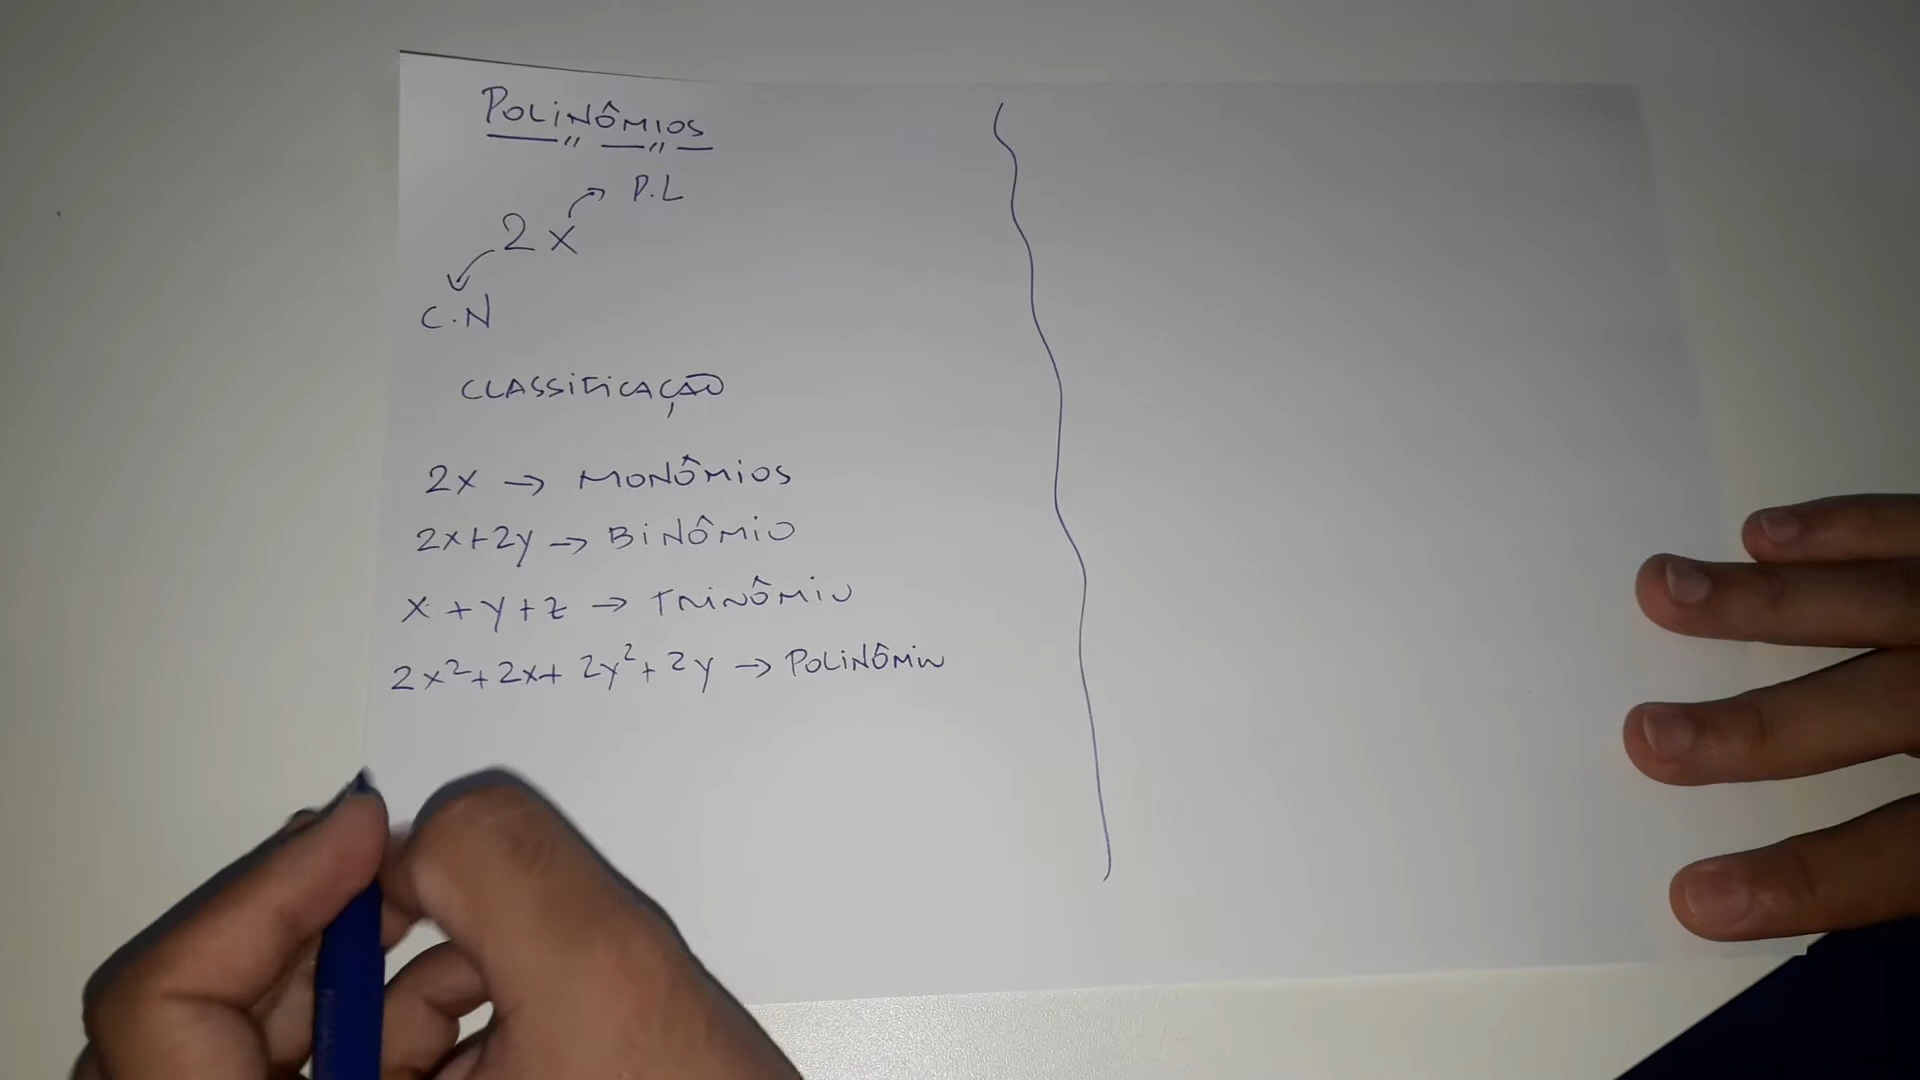 POLINÔMIOS
P.L
2x
C.N
CLASSIFICAÇÃO
2x → MONÔMIOS
2x+2y → BINÔMIO
x + y + z → TRINÔMIO
2x²+2x+2y²+2y → POLINÔMIO